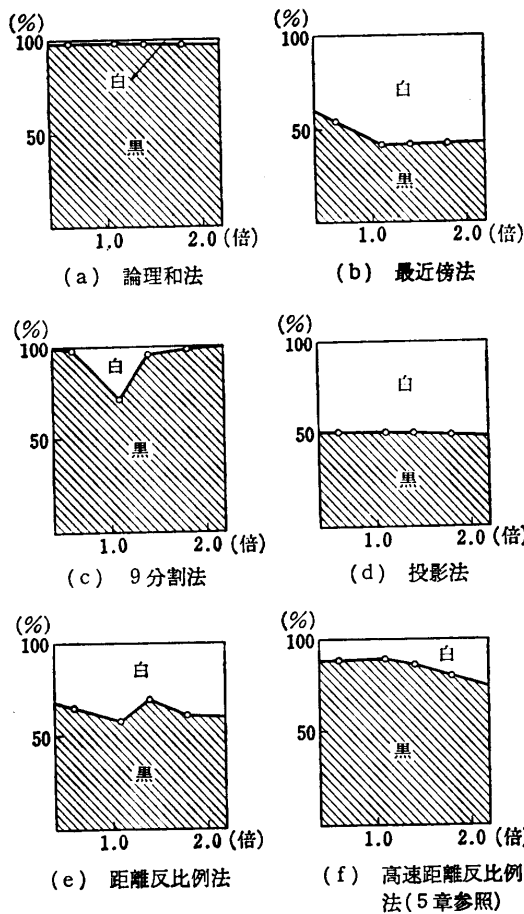 (%)
100
白
50
黒
1.0 2.0 (倍)
(a) 論理和法
(%)
100
白
50
黒
1.0 2.0 (倍)
(b) 最近傍法
(%)
100
白
50
黒
1.0 2.0 (倍)
(c) 9分割法
(%)
100
白
50
黒
1.0 2.0 (倍)
(d) 投影法
(%)
100
白
50
黒
1.0 2.0 (倍)
(e) 距離反比例法
(%)
100
白
50
黒
1.0 2.0 (倍)
(f) 高速距離反比例
法(5章参照)